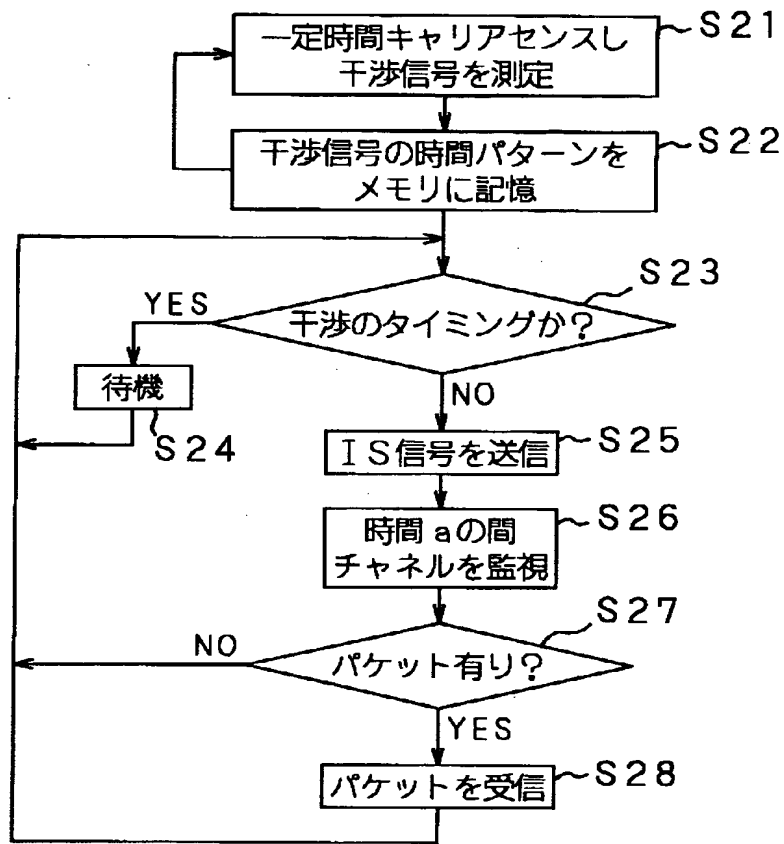 一定時間キャリアセンスし
干渉信号を測定
S21
干渉信号の時間パターンを
メモリに記憶
S22
S23
YES
干渉のタイミングか?
待機
NO
S24
IS信号を送信
S25
時間aの間
チャネルを監視
S26
S27
NO
パケット有り?
YES
パケットを受信
S28